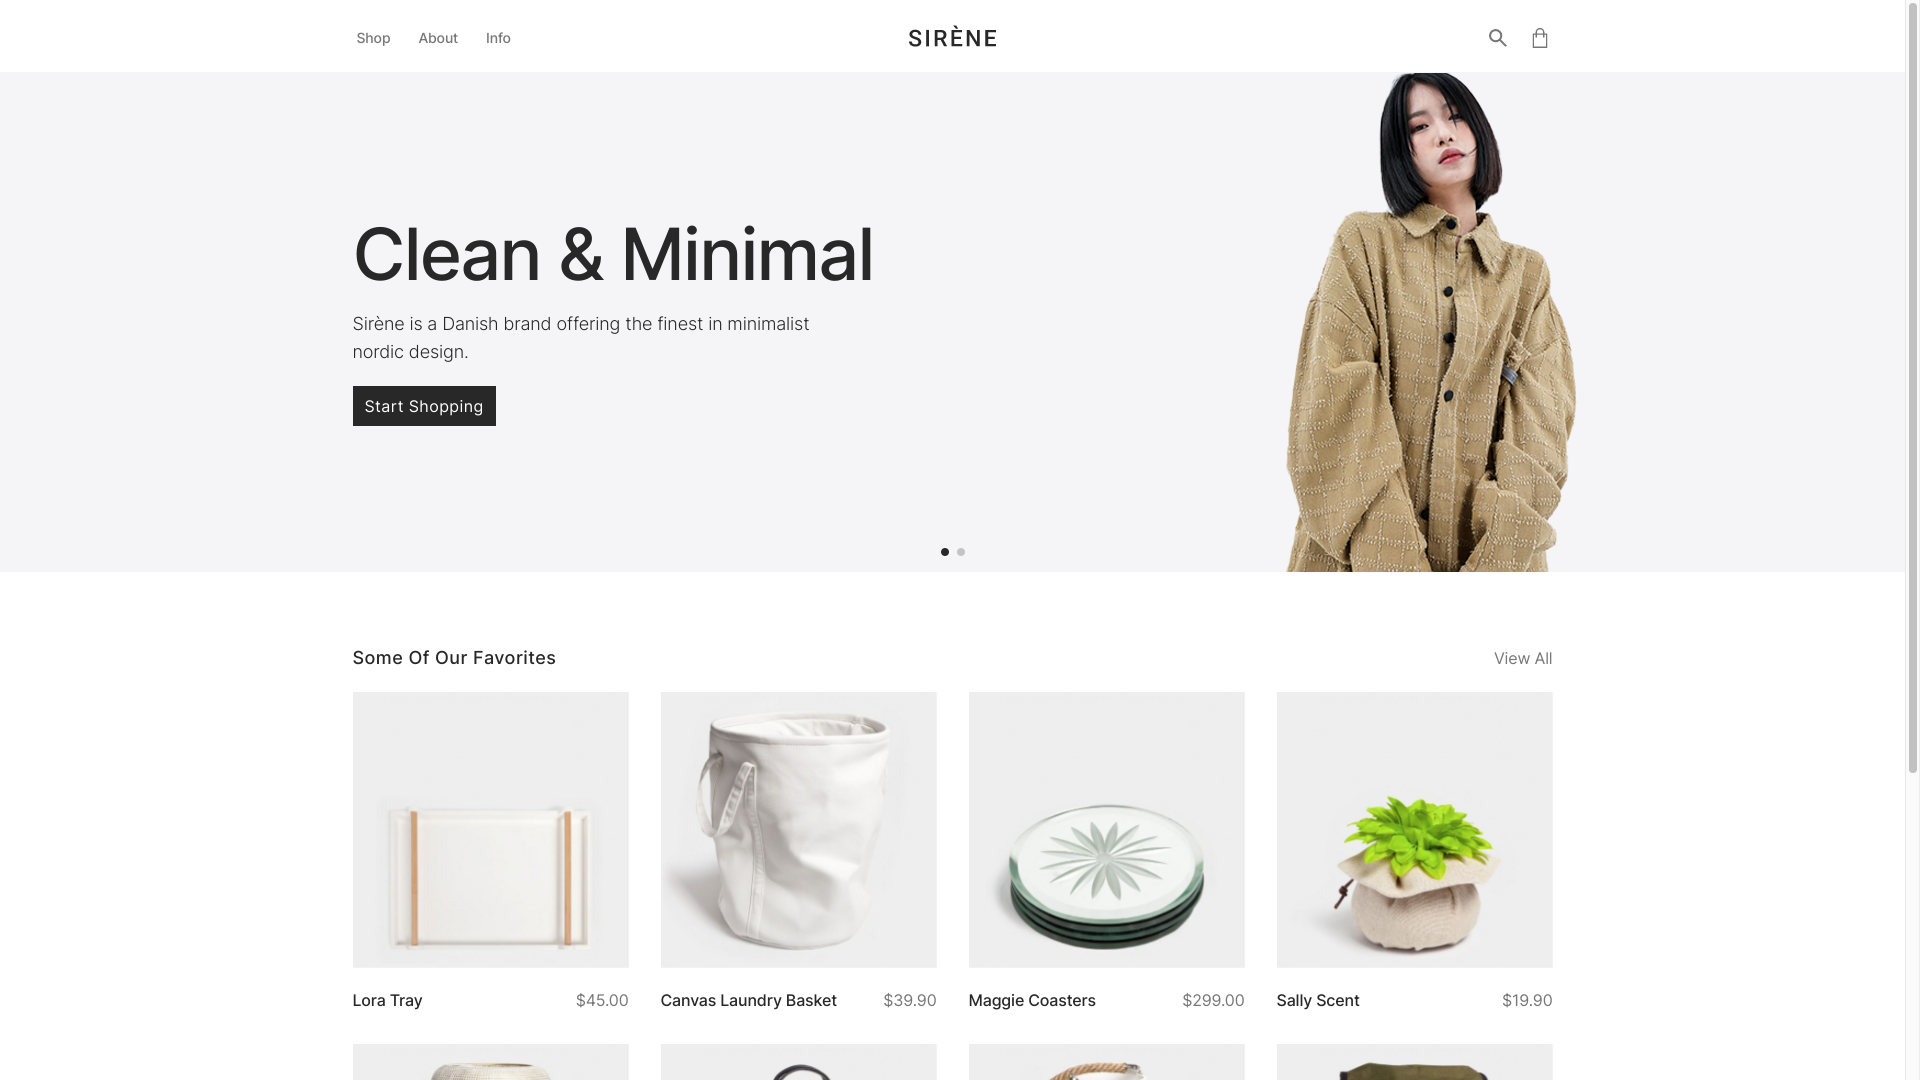 Shop About Info
SIRÈNE
Clean & Minimal
Sirène is a Danish brand offering the finest in minimalist
nordic design.
Start Shopping
Some Of Our Favorites
View All
Lora Tray $45.00
Canvas Laundry Basket $39.90
Maggie Coasters $299.00
Sally Scent $19.90